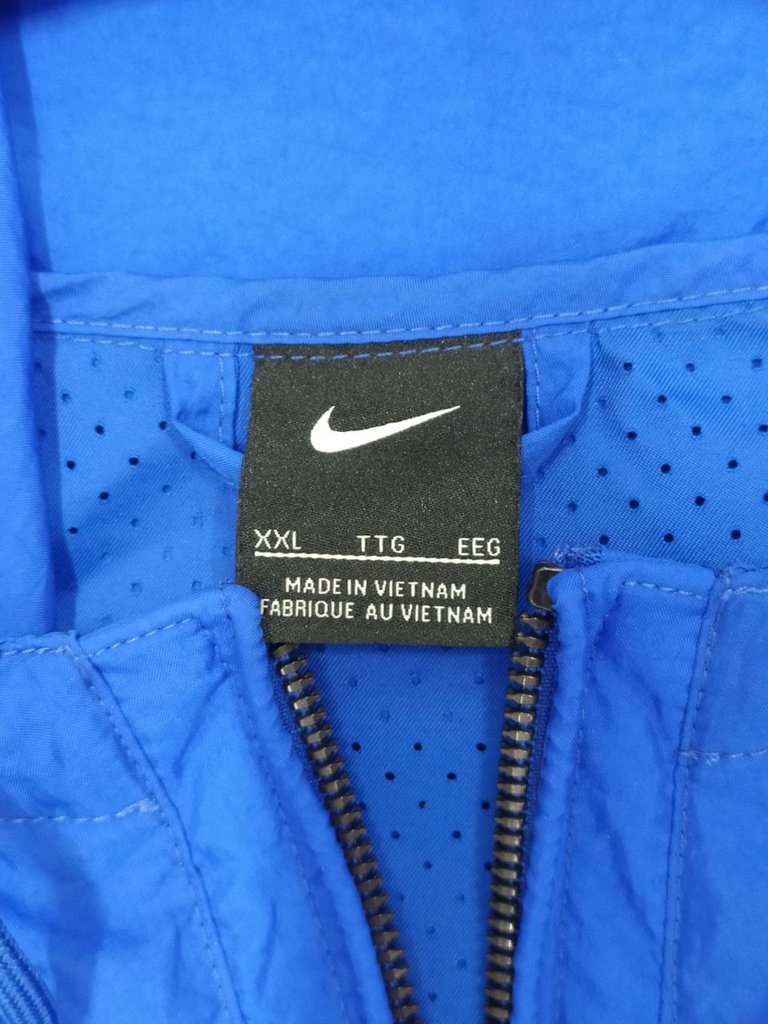 XXL TTG EEG
MADE IN VIETNAM
FABRIQUE AU VIETNAM